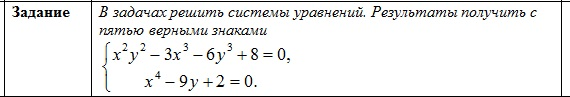 Задание
В задачах решить системы уравнений. Результаты получить с
пятью верными знаками
x²y² − 3x³ − 6y³ + 8 = 0,
x⁴ − 9y + 2 = 0.